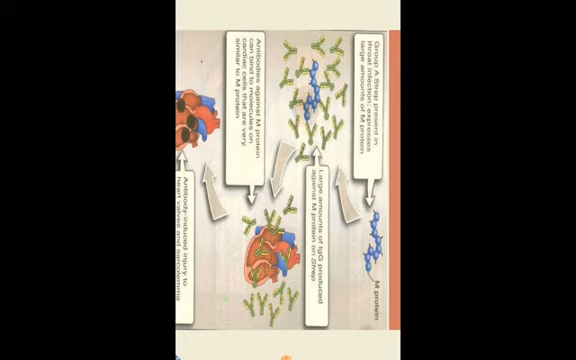 Group A Strep present in
throat infection; expresses
large amounts of M protein
M protein
Large amounts of IgG produced
against M protein on Strep
Antibodies against M protein
can bind to molecules on
cardiac cells that are very
similar to M protein
Antibody-induced injury to
heart valves and sarcolemma